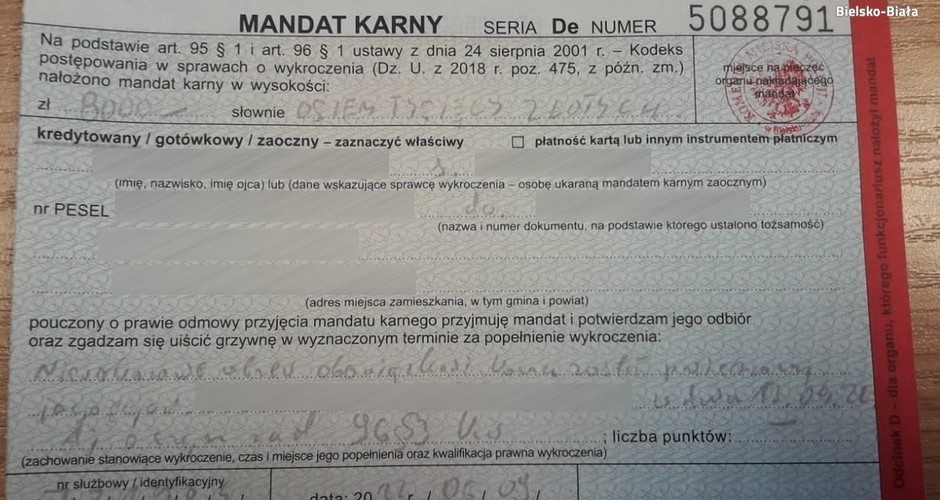 Bielsko-Biała
MANDAT KARNY SERIA De NUMER 5088791
Na podstawie art. 95 § 1 i art. 96 § 1 ustawy z dnia 24 sierpnia 2001 r. – Kodeks
postępowania w sprawach o wykroczenia (Dz. U. z 2018 r. poz. 475, z późn. zm.)
nałożono mandat karny w wysokości:
miejsce na pieczęć
organu nakładającego
mandat
zł 8000 słownie OSIEM TYSIĘCY ZŁOTYCH
kredytowany / gotówkowy / zaoczny – zaznaczyć właściwy
płatność kartą lub innym instrumentem płatniczym
(imię, nazwisko, imię ojca) lub (dane wskazujące sprawcę wykroczenia – osobę ukaraną mandatem karnym zaocznym)
nr PESEL
do.
(nazwa i numer dokumentu, na podstawie którego ustalono tożsamość)
(adres miejsca zamieszkania, w tym gmina i powiat)
pouczony o prawie odmowy przyjęcia mandatu karnego przyjmuję mandat i potwierdzam jego odbiór
oraz zgadzam się uiścić grzywnę w wyznaczonym terminie za popełnienie wykroczenia:
w dniu
; liczba punktów: –
(zachowanie stanowiące wykroczenie, czas i miejsce jego popełnienia oraz kwalifikacja prawna wykroczenia)
nr służbowy / identyfikacyjny
data: 2022 r / 06 / 09 /
Odcinek D – dla organu, którego funkcjonariusz nałożył mandat